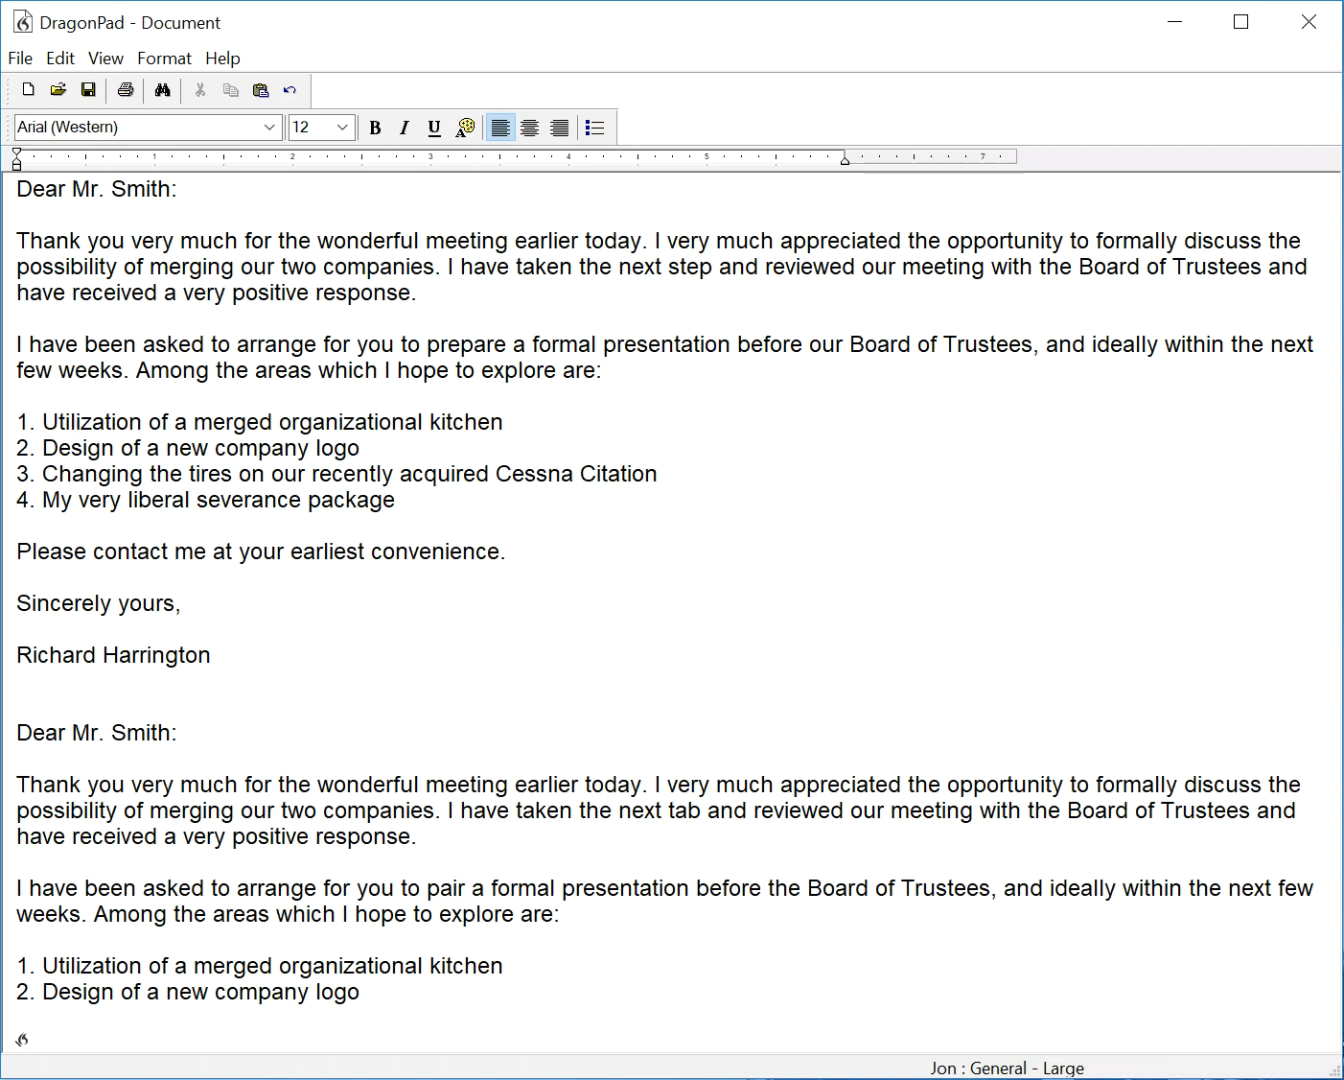 DragonPad - Document
File Edit View Format Help
Arial (Western) 12 B I U
1 2 3 4 5 7
Dear Mr. Smith:
Thank you very much for the wonderful meeting earlier today. I very much appreciated the opportunity to formally discuss the
possibility of merging our two companies. I have taken the next step and reviewed our meeting with the Board of Trustees and
have received a very positive response.
I have been asked to arrange for you to prepare a formal presentation before our Board of Trustees, and ideally within the next
few weeks. Among the areas which I hope to explore are:
1. Utilization of a merged organizational kitchen
2. Design of a new company logo
3. Changing the tires on our recently acquired Cessna Citation
4. My very liberal severance package
Please contact me at your earliest convenience.
Sincerely yours,
Richard Harrington
Dear Mr. Smith:
Thank you very much for the wonderful meeting earlier today. I very much appreciated the opportunity to formally discuss the
possibility of merging our two companies. I have taken the next tab and reviewed our meeting with the Board of Trustees and
have received a very positive response.
I have been asked to arrange for you to pair a formal presentation before the Board of Trustees, and ideally within the next few
weeks. Among the areas which I hope to explore are:
1. Utilization of a merged organizational kitchen
2. Design of a new company logo
Jon : General - Large